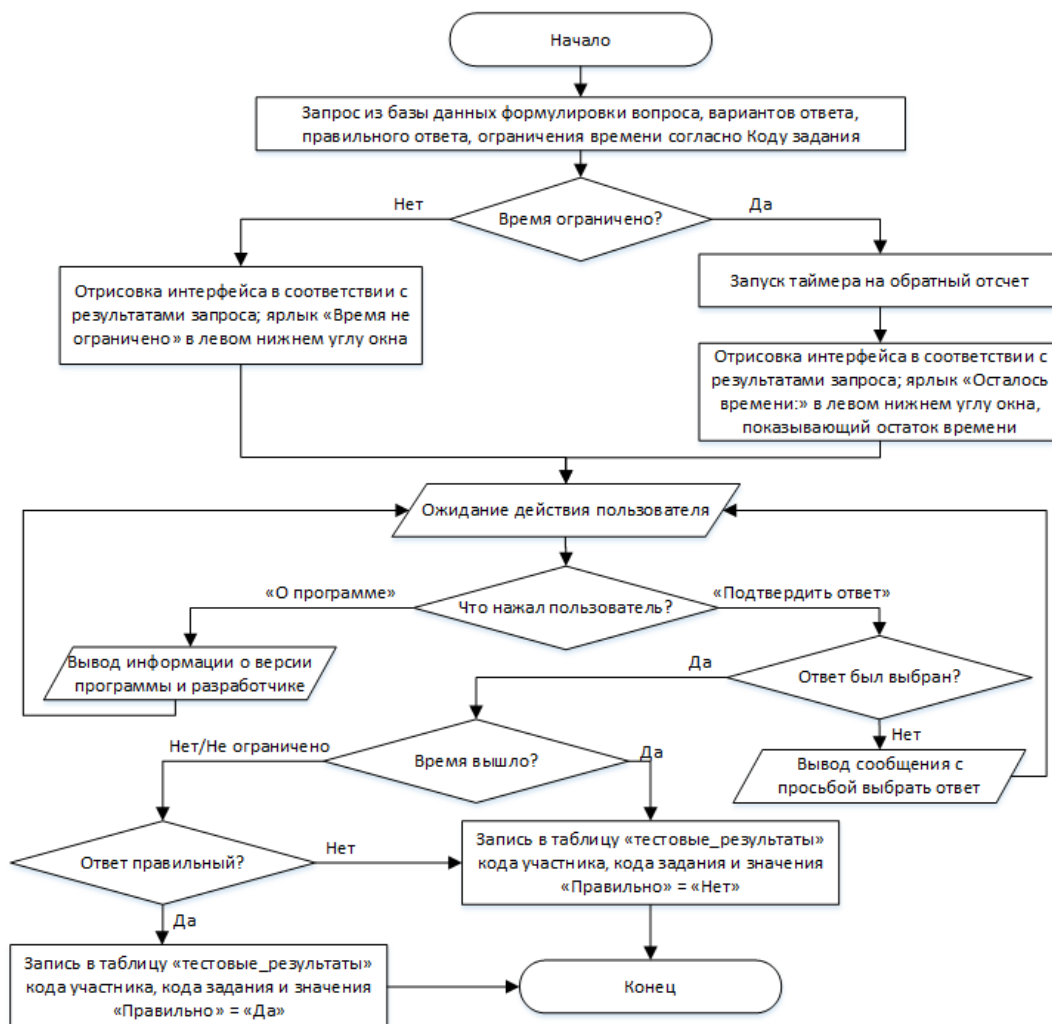 Начало
Запрос из базы данных формулировки вопроса, вариантов ответа,
правильного ответа, ограничения времени согласно Коду задания
Нет
Время ограничено?
Да
Отрисовка интерфейса в соответствии с
результатами запроса; ярлык «Время не
ограничено» в левом нижнем углу окна
Запуск таймера на обратный отсчет
Отрисовка интерфейса в соответствии с
результатами запроса; ярлык «Осталось
времени:» в левом нижнем углу окна,
показывающий остаток времени
Ожидание действия пользователя
«О программе»
Что нажал пользователь?
«Подтвердить ответ»
Вывод информации о версии
программы и разработчике
Да
Ответ был выбран?
Нет
Вывод сообщения с
просьбой выбрать ответ
Нет/Не ограничено
Время вышло?
Да
Ответ правильный?
Нет
Запись в таблицу «тестовые_результаты»
кода участника, кода задания и значения
«Правильно» = «Нет»
Да
Запись в таблицу «тестовые_результаты»
кода участника, кода задания и значения
«Правильно» = «Да»
Конец